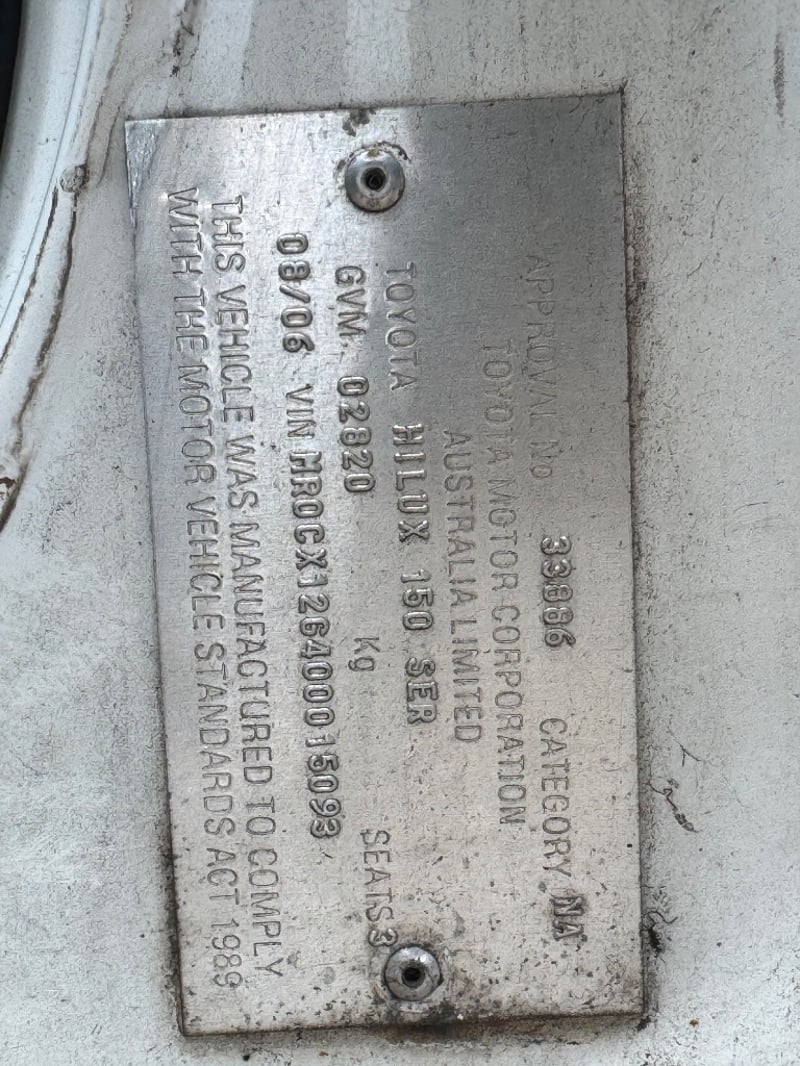 APPROVAL No 33886 CATEGORY NA
TOYOTA MOTOR CORPORATION
AUSTRALIA LIMITED
TOYOTA HILUX 150 SER
GVM 02820 Kg SEATS 3
08/06 VIN MR0CX12G400015093
THIS VEHICLE WAS MANUFACTURED TO COMPLY
WITH THE MOTOR VEHICLE STANDARDS ACT 1989